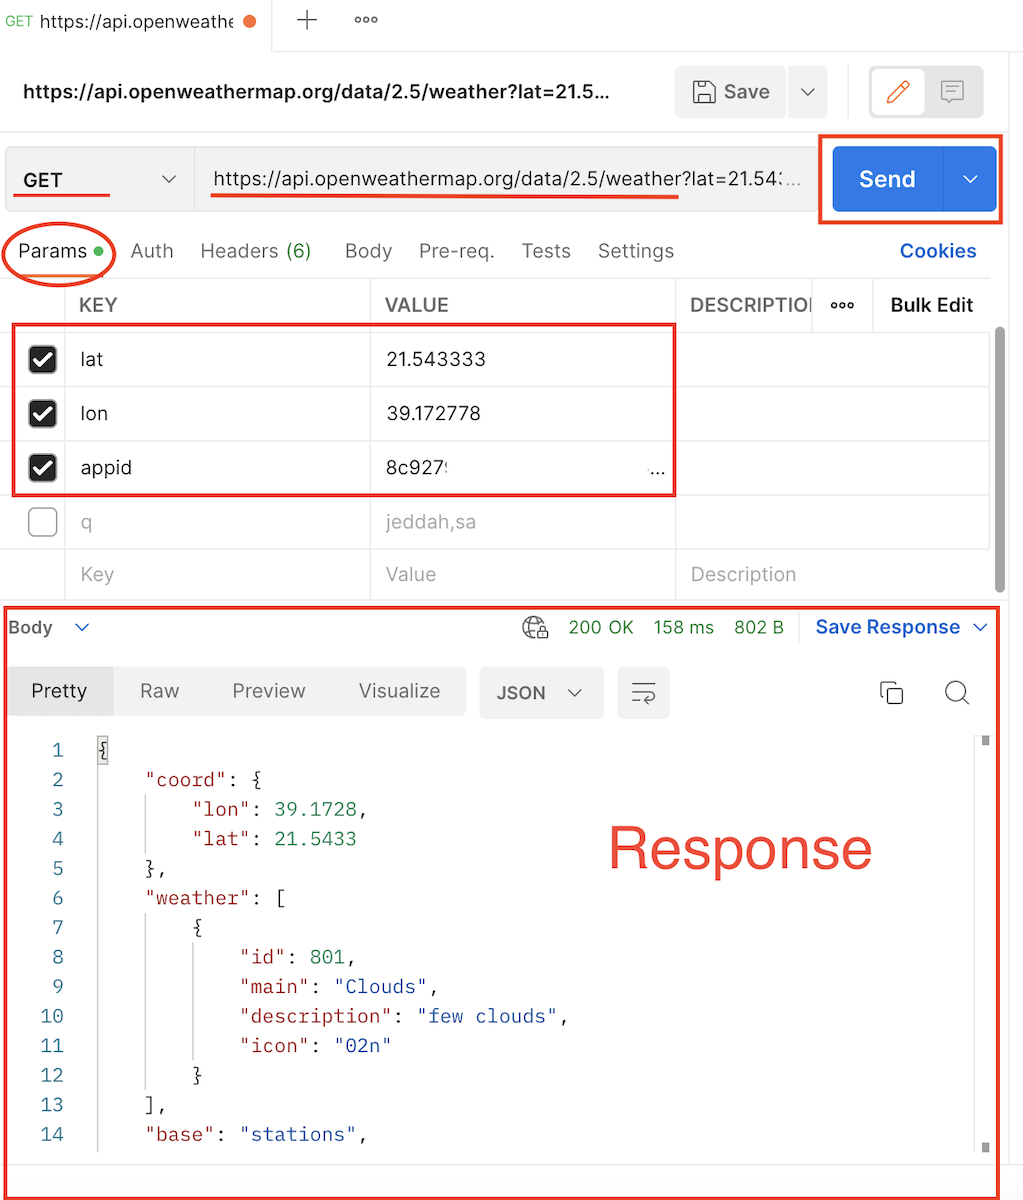 GET https://api.openweathe
https://api.openweathermap.org/data/2.5/weather?lat=21.5...
Save
GET https://api.openweathermap.org/data/2.5/weather?lat=21.543... Send
Params Auth Headers (6) Body Pre-req. Tests Settings Cookies
KEY VALUE DESCRIPTION Bulk Edit
lat 21.543333
lon 39.172778
appid 8c927 ...
q jeddah,sa
Key Value Description
Body 200 OK 158 ms 802 B Save Response
Pretty Raw Preview Visualize JSON
1 {
2 "coord": {
3 "lon": 39.1728,
4 "lat": 21.5433
5 },
6 "weather": [
7 {
8 "id": 801,
9 "main": "Clouds",
10 "description": "few clouds",
11 "icon": "02n"
12 }
13 ],
14 "base": "stations",
Response